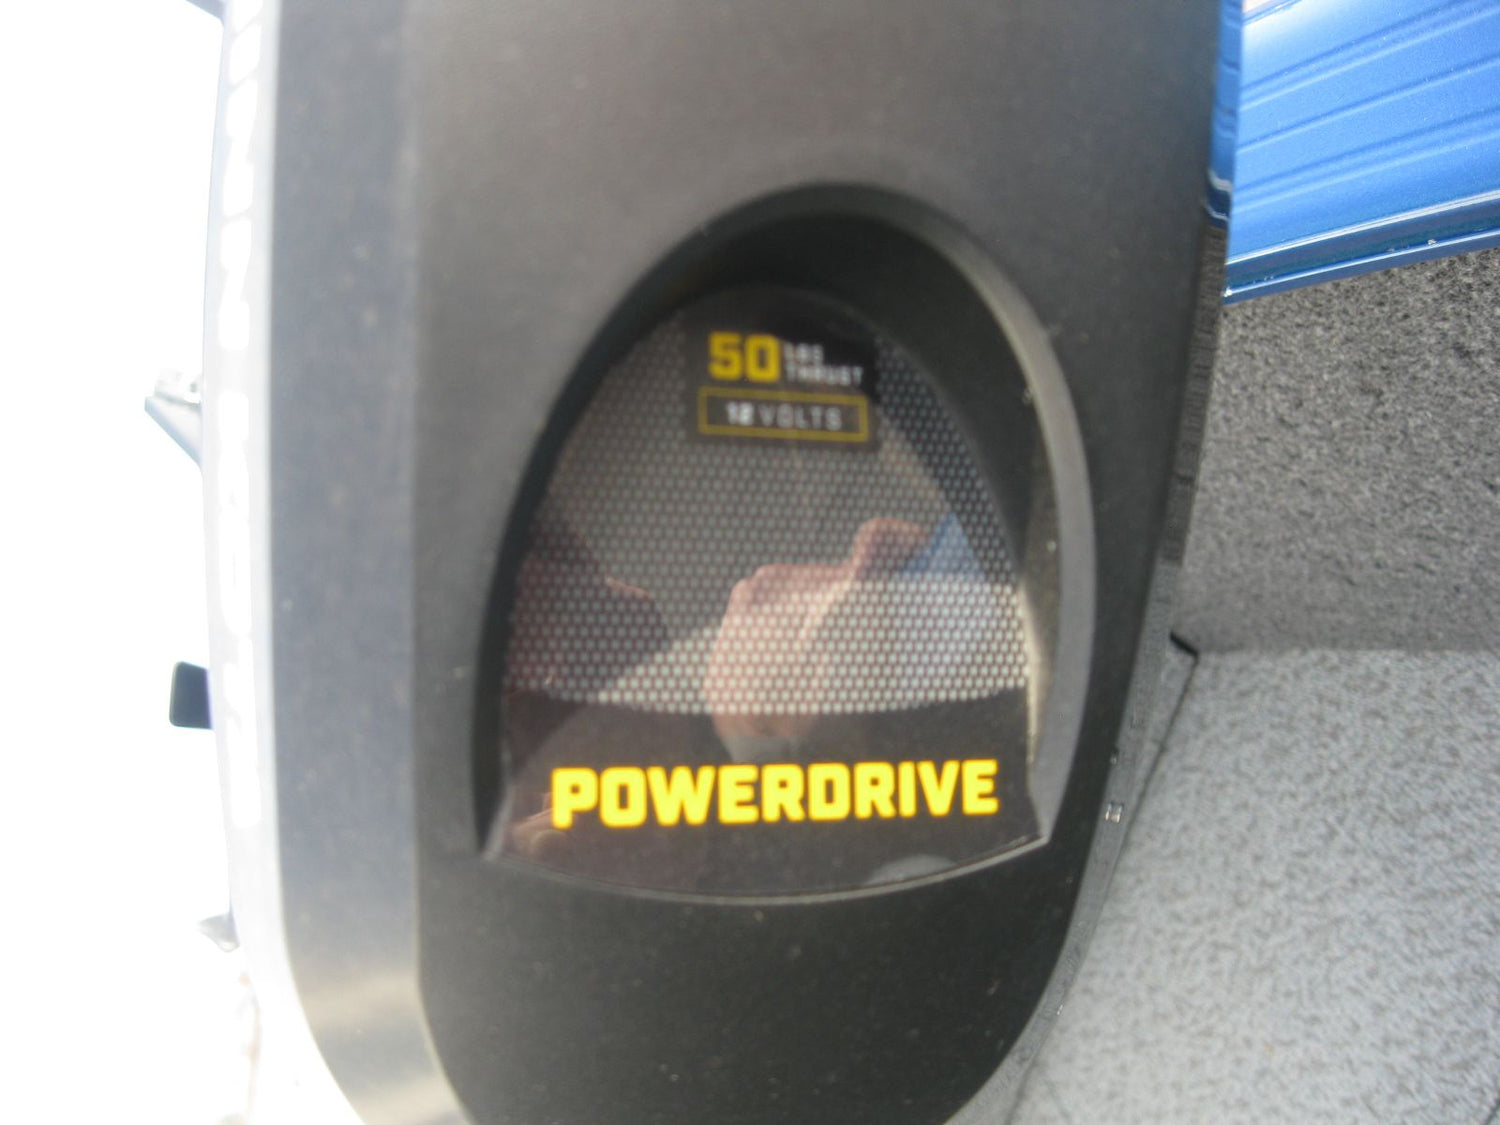 50 LBS
THRUST
12 VOLTS
POWERDRIVE